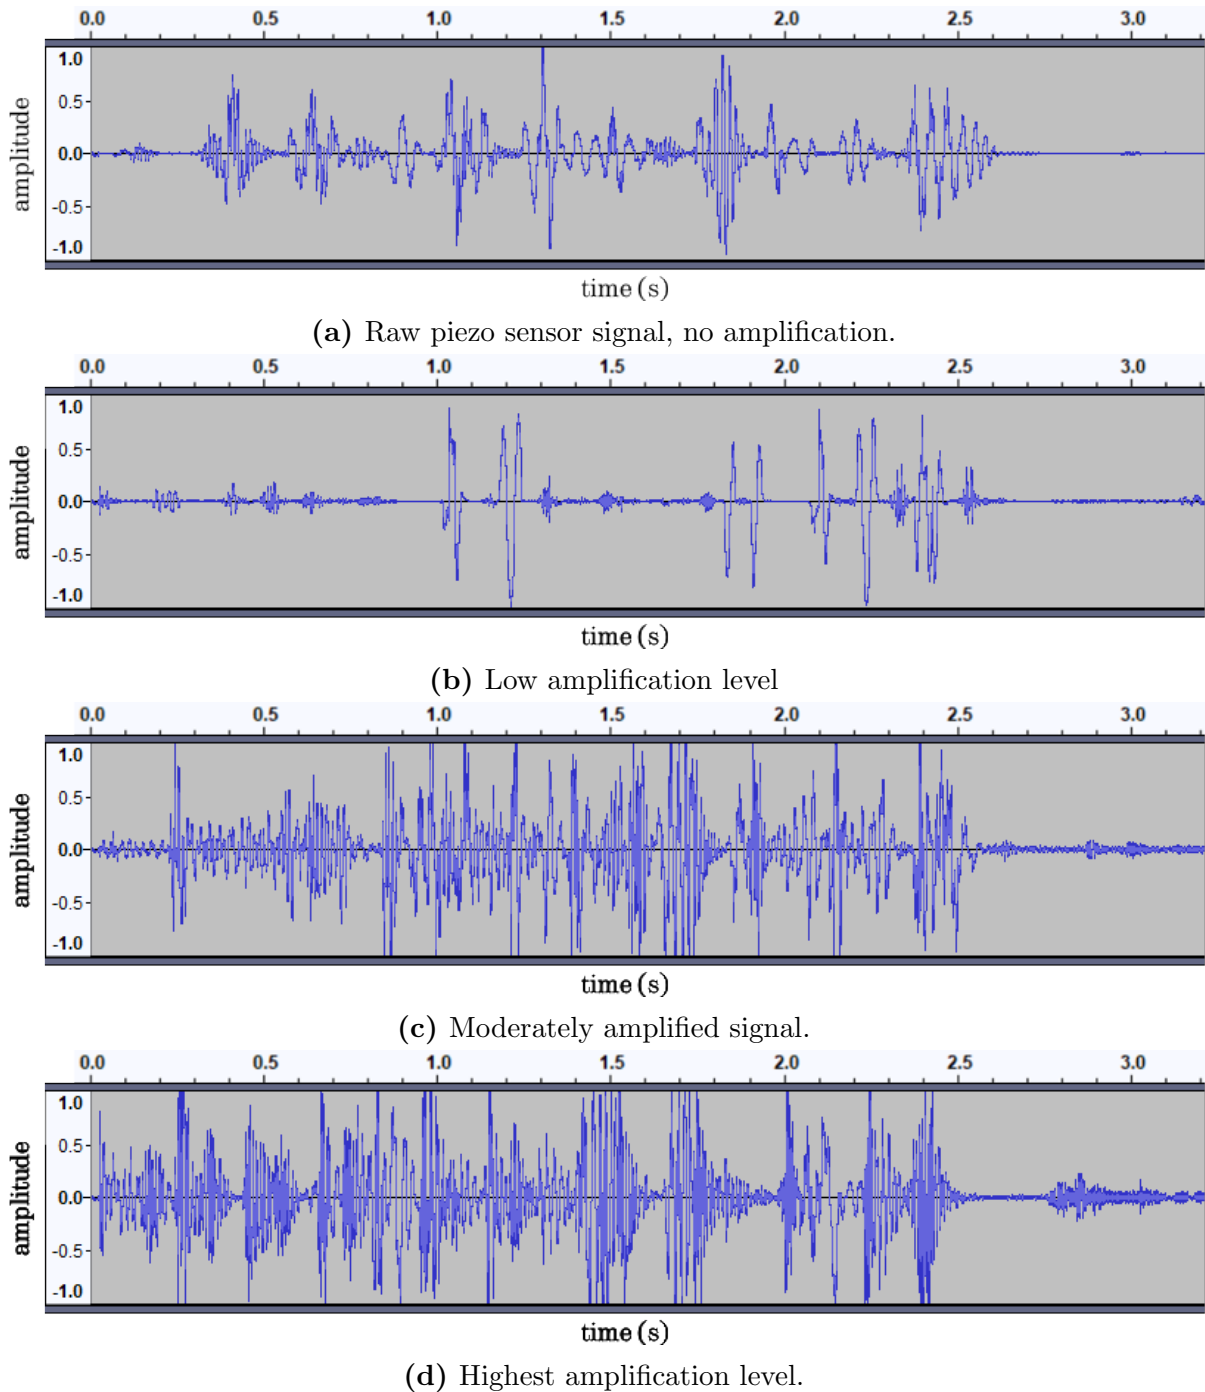 0.0 0.5 1.0 1.5 2.0 2.5 3.0
1.0
0.5
0.0
-0.5
-1.0
amplitude
time (s)
(a) Raw piezo sensor signal, no amplification.
0.0 0.5 1.0 1.5 2.0 2.5 3.0
1.0
0.5
0.0
-0.5
-1.0
amplitude
time (s)
(b) Low amplification level
0.0 0.5 1.0 1.5 2.0 2.5 3.0
1.0
0.5
0.0
-0.5
-1.0
amplitude
time (s)
(c) Moderately amplified signal.
0.0 0.5 1.0 1.5 2.0 2.5 3.0
1.0
0.5
0.0
-0.5
-1.0
amplitude
time (s)
(d) Highest amplification level.